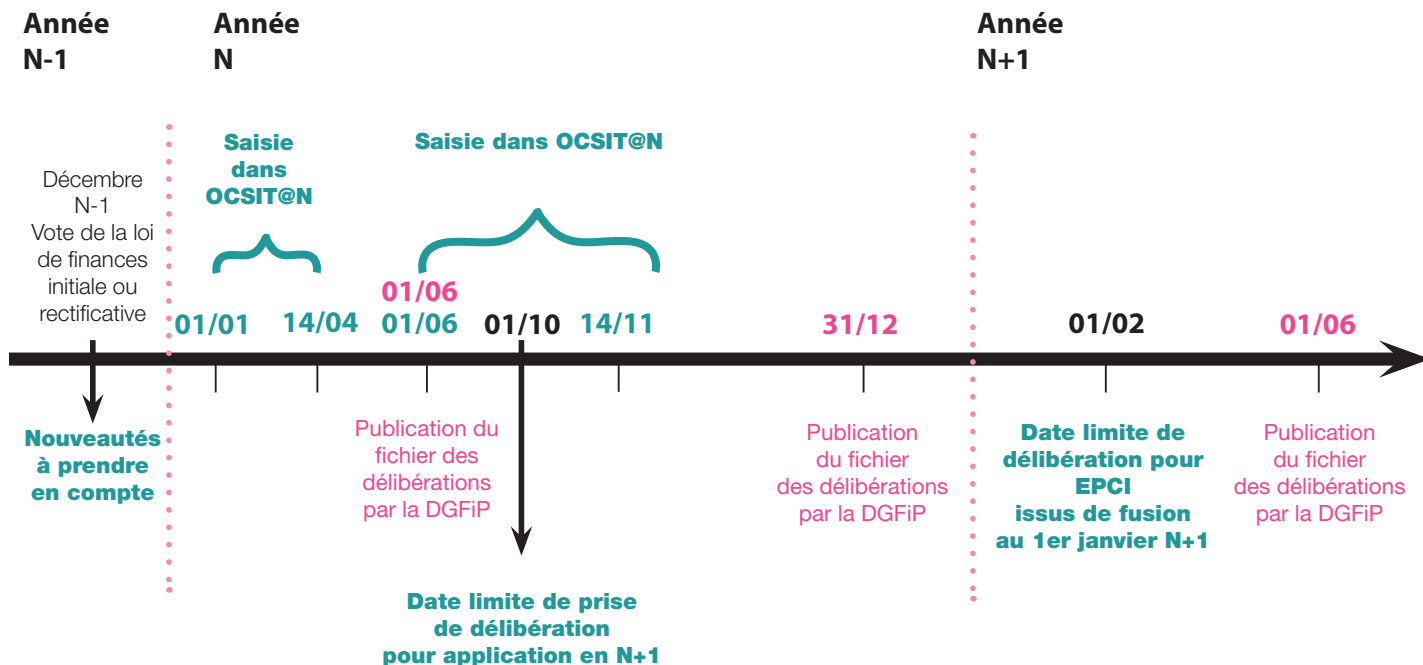 Année
N-1
Année
N
Année
N+1
Décembre
N-1
Vote de la loi
de finances
initiale ou
rectificative
Saisie
dans
OCSIT@N
Saisie dans OCSIT@N
01/01
14/04
01/06
01/06
01/10
14/11
31/12
01/02
01/06
Nouveautés
à prendre
en compte
Publication du
fichier des
délibérations
par la DGFiP
Date limite de prise
de délibération
pour application en N+1
Publication
du fichier
des délibérations
par la DGFiP
Date limite de
délibération pour
EPCI
issus de fusion
au 1er janvier N+1
Publication
du fichier
des délibérations
par la DGFiP